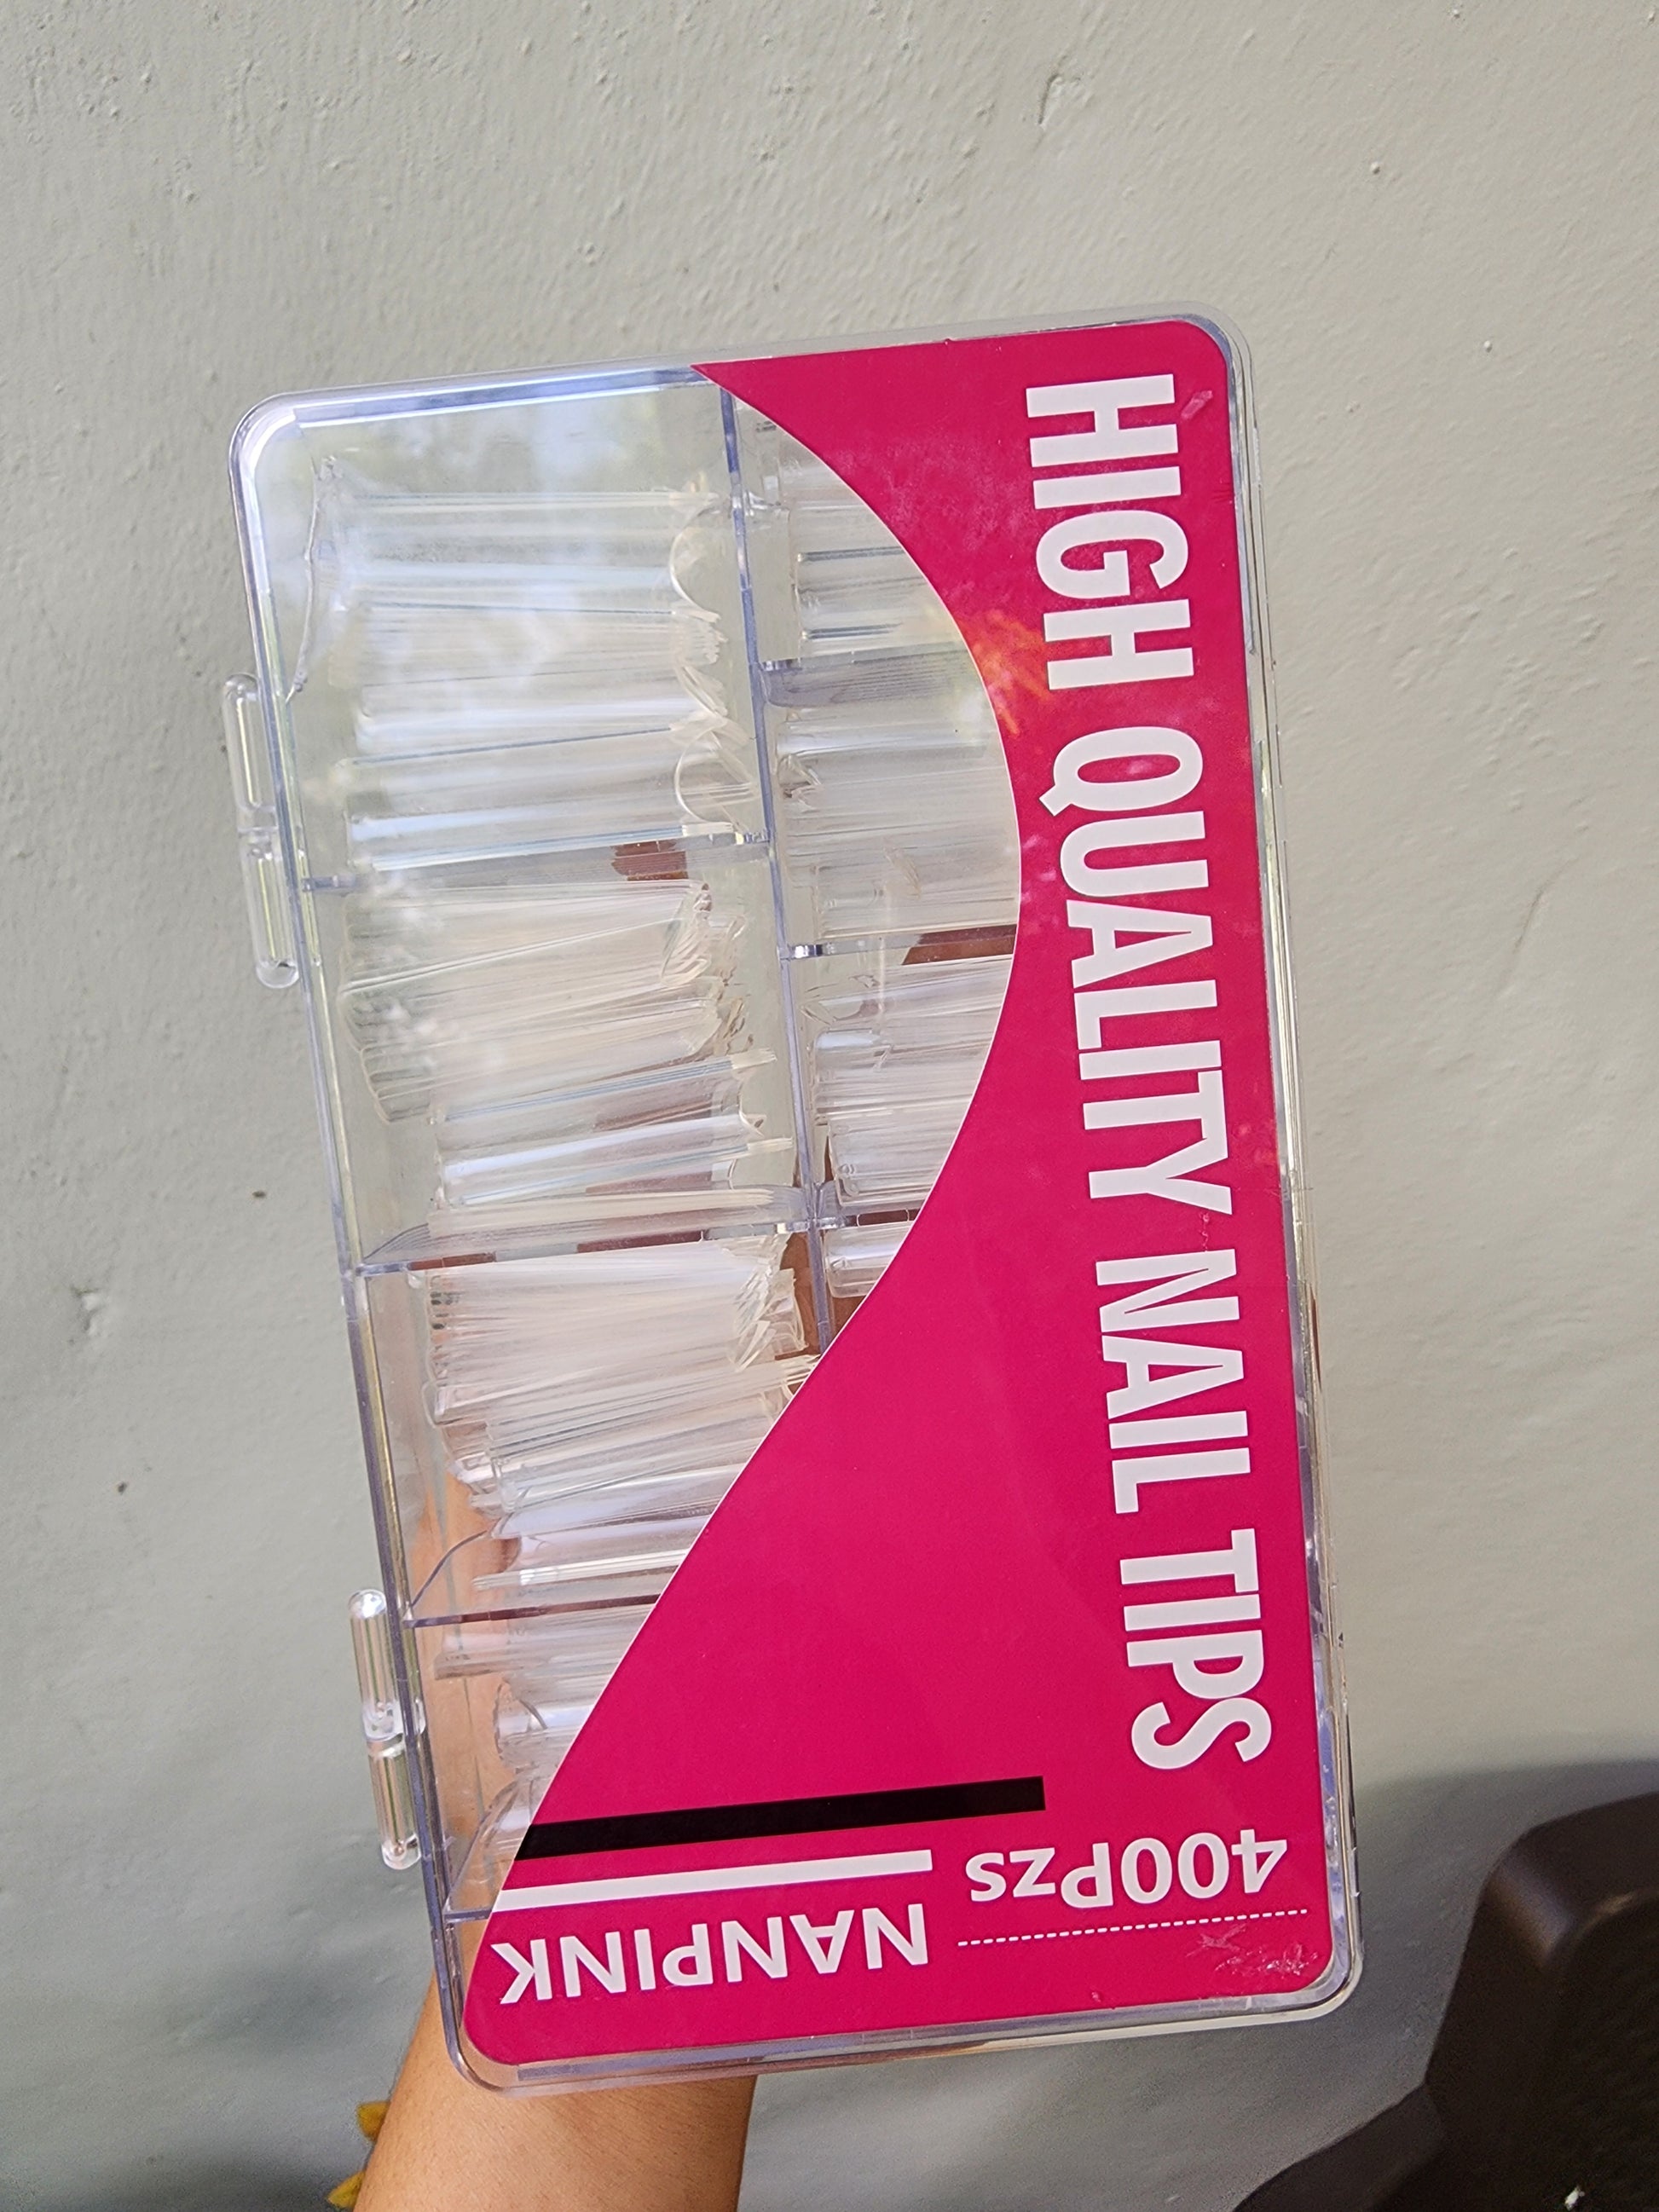 HIGH QUALITY NAIL TIPS
400Pzs
NANPINK